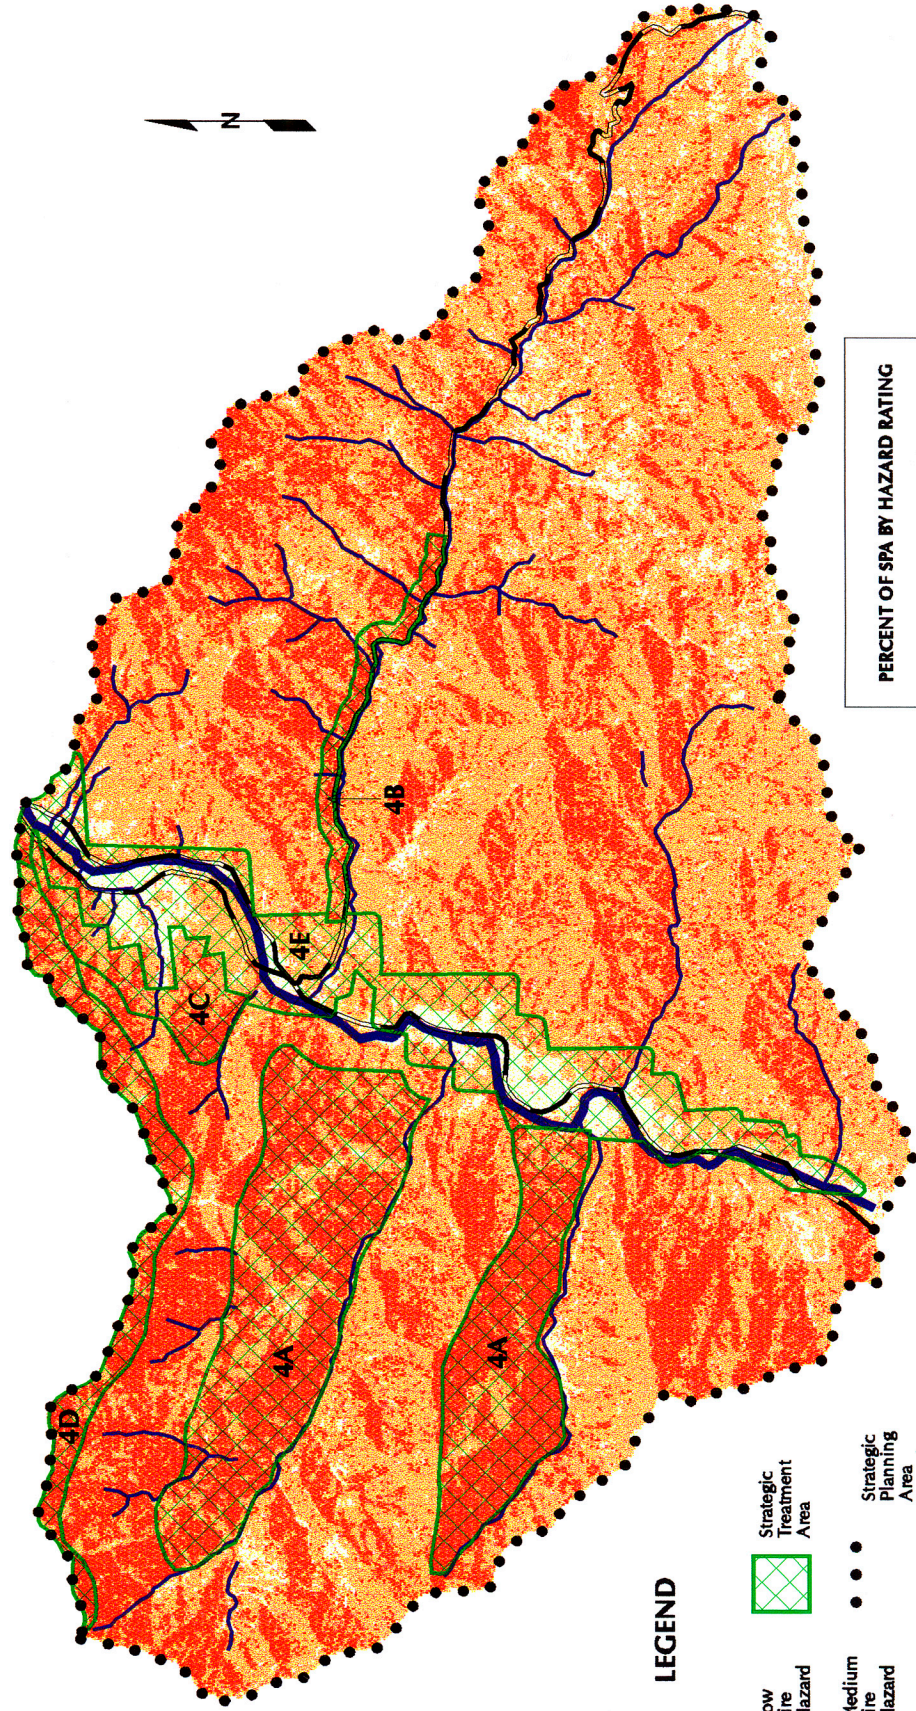 4D
4C
N
4A
4E
4B
4A
LEGEND
ow
ire
lazard
Strategic
Treatment
Area
Medium
ire
lazard
Strategic
Planning
Area
PERCENT OF SPA BY HAZARD RATING